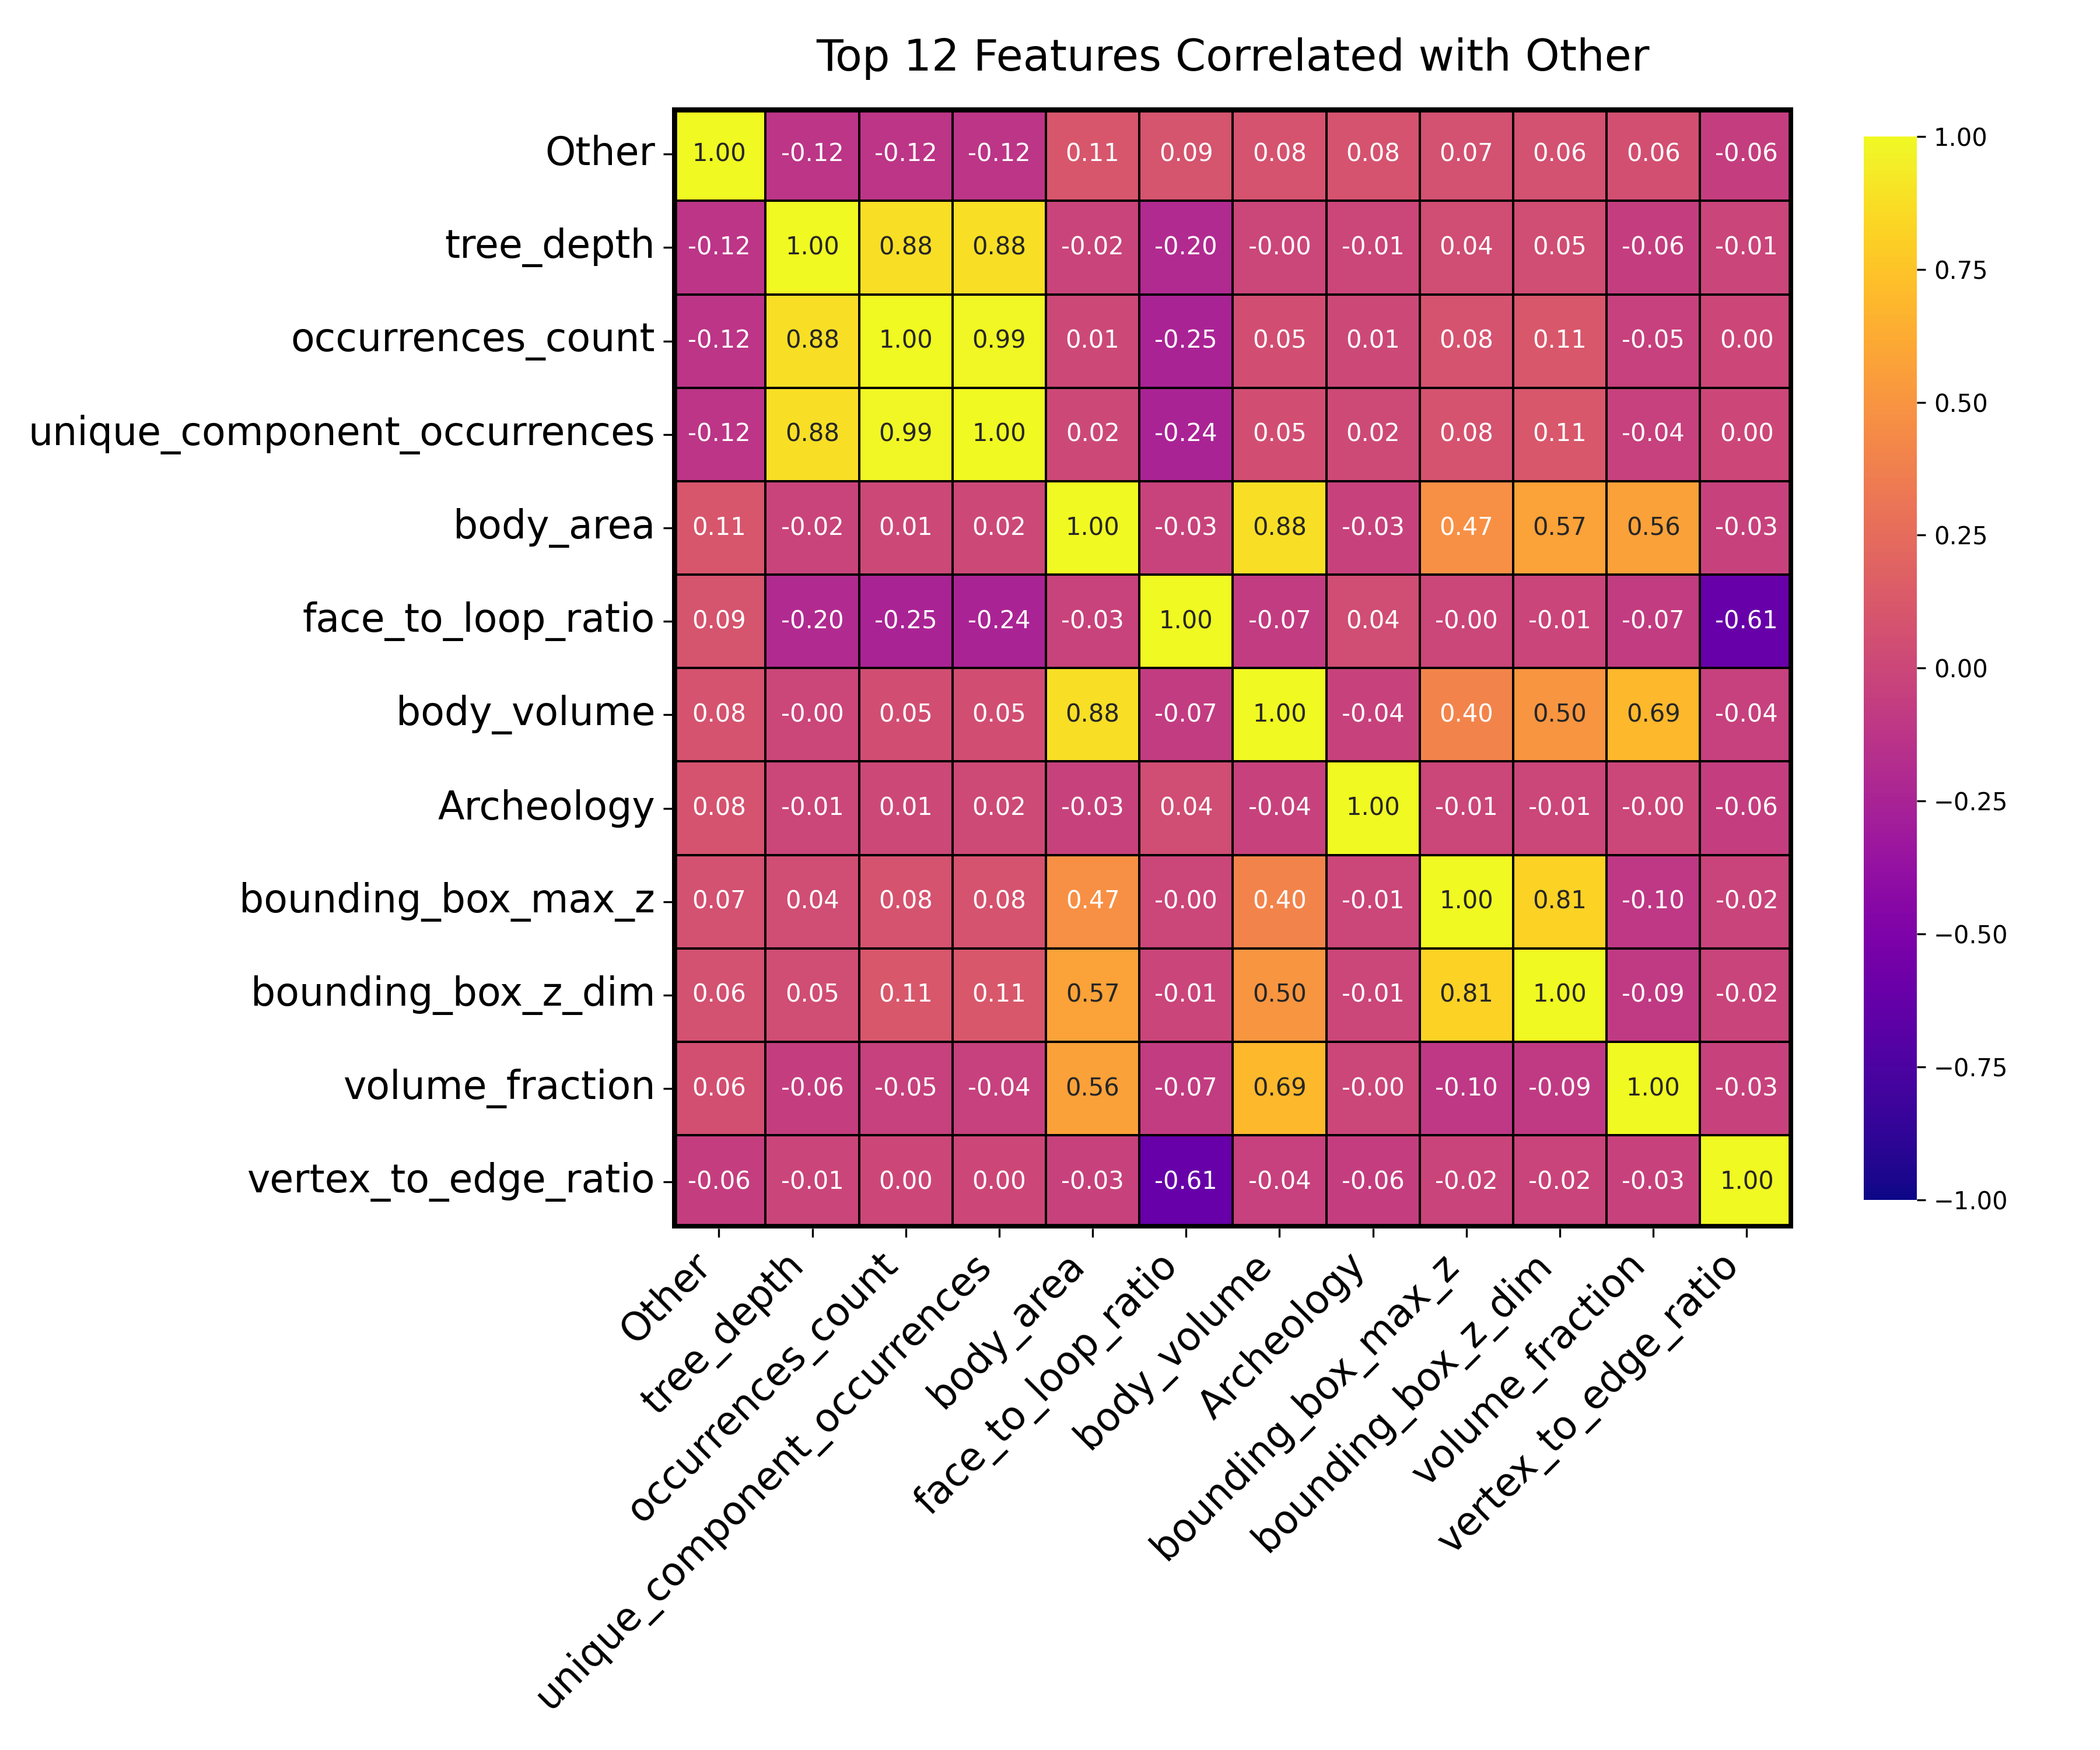 Top 12 Features Correlated with Other
Other 1.00 -0.12 -0.12 -0.12 0.11 0.09 0.08 0.08 0.07 0.06 0.06 -0.06
tree_depth -0.12 1.00 0.88 0.88 -0.02 -0.20 -0.00 -0.01 0.04 0.05 -0.06 -0.01
occurrences_count -0.12 0.88 1.00 0.99 0.01 -0.25 0.05 0.01 0.08 0.11 -0.05 0.00
unique_component_occurrences -0.12 0.88 0.99 1.00 0.02 -0.24 0.05 0.02 0.08 0.11 -0.04 0.00
body_area 0.11 -0.02 0.01 0.02 1.00 -0.03 0.88 -0.03 0.47 0.57 0.56 -0.03
face_to_loop_ratio 0.09 -0.20 -0.25 -0.24 -0.03 1.00 -0.07 0.04 -0.00 -0.01 -0.07 -0.61
body_volume 0.08 -0.00 0.05 0.05 0.88 -0.07 1.00 -0.04 0.40 0.50 0.69 -0.04
Archeology 0.08 -0.01 0.01 0.02 -0.03 0.04 -0.04 1.00 -0.01 -0.01 -0.00 -0.06
bounding_box_max_z 0.07 0.04 0.08 0.08 0.47 -0.00 0.40 -0.01 1.00 0.81 -0.10 -0.02
bounding_box_z_dim 0.06 0.05 0.11 0.11 0.57 -0.01 0.50 -0.01 0.81 1.00 -0.09 -0.02
volume_fraction 0.06 -0.06 -0.05 -0.04 0.56 -0.07 0.69 -0.00 -0.10 -0.09 1.00 -0.03
vertex_to_edge_ratio -0.06 -0.01 0.00 0.00 -0.03 -0.61 -0.04 -0.06 -0.02 -0.02 -0.03 1.00
Other
tree_depth
occurrences_count
unique_component_occurrences
body_area
face_to_loop_ratio
body_volume
Archeology
bounding_box_max_z
bounding_box_z_dim
volume_fraction
vertex_to_edge_ratio
1.00
0.75
0.50
0.25
0.00
−0.25
−0.50
−0.75
−1.00